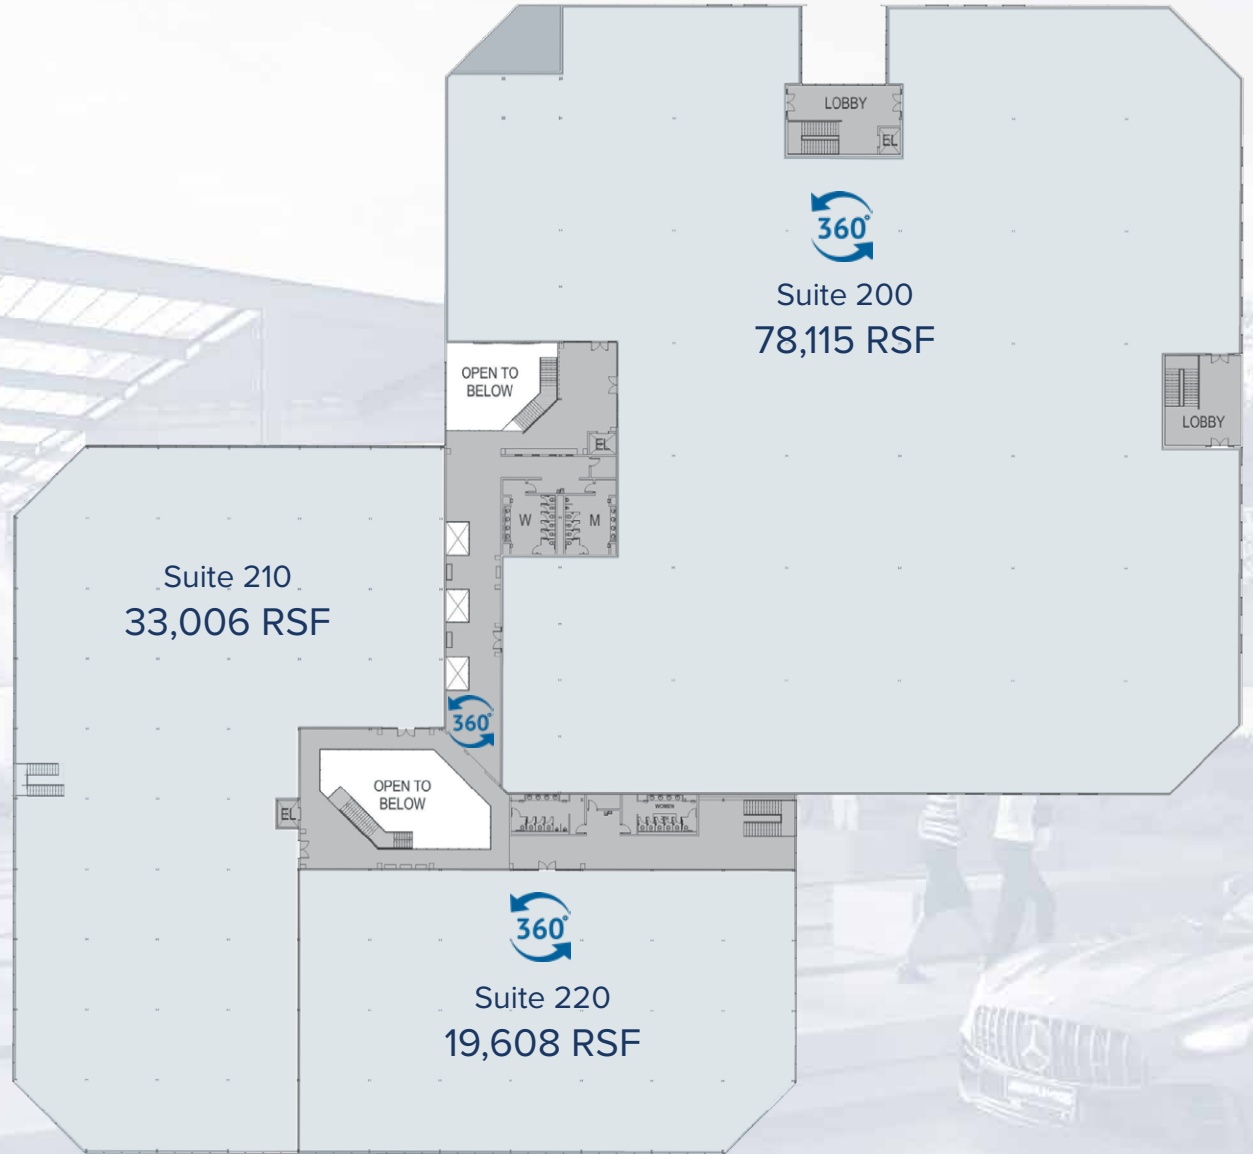 LOBBY
EL
360°
Suite 200
78,115 RSF
OPEN TO
BELOW
LOBBY
EL
W
M
Suite 210
33,006 RSF
360°
OPEN TO
BELOW
EL
WOMEN
360°
Suite 220
19,608 RSF